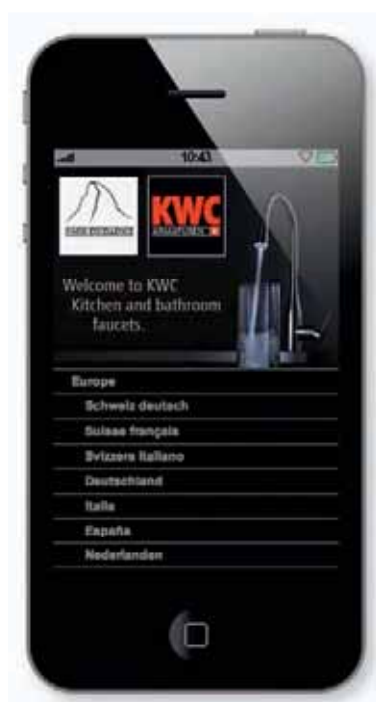 10:43
KWC
ARMATUREN
Welcome to KWC
Kitchen and bathroom
faucets.
Europe
Schweiz deutsch
Suisse français
Svizzera Italiano
Deutschland
Italia
España
Nederlanden